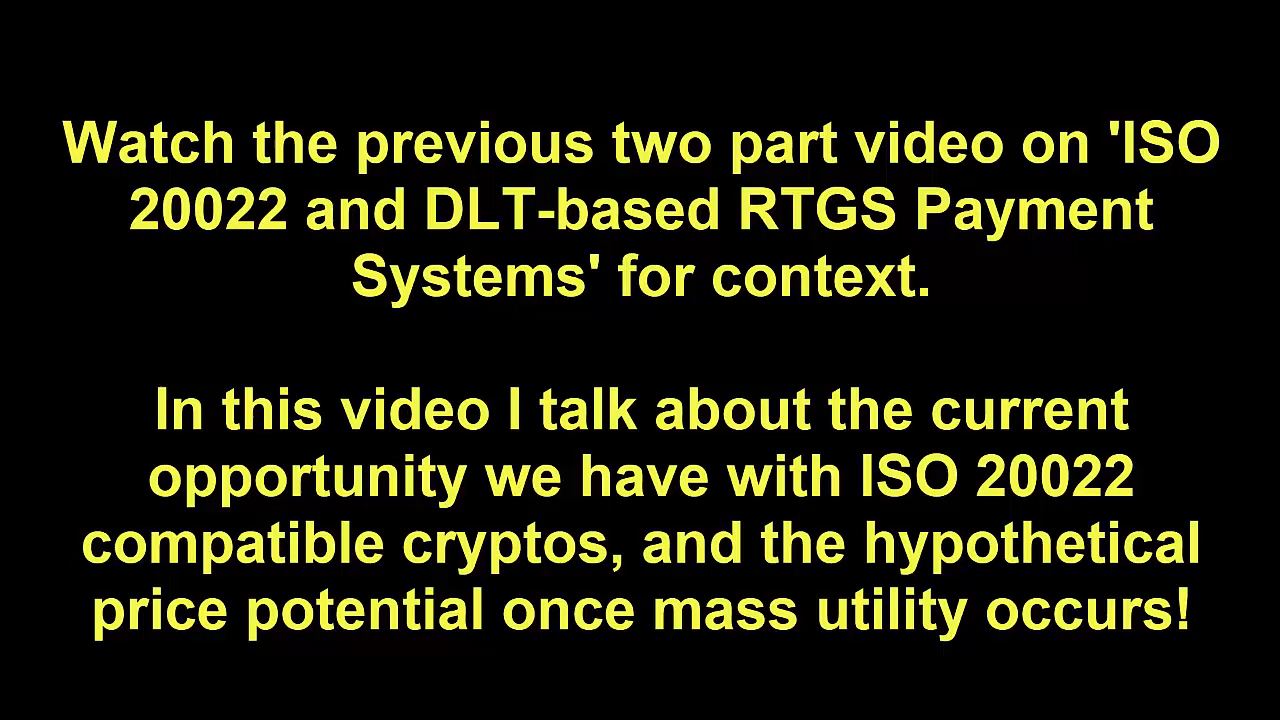 Watch the previous two part video on 'ISO
20022 and DLT-based RTGS Payment
Systems' for context.
In this video I talk about the current
opportunity we have with ISO 20022
compatible cryptos, and the hypothetical
price potential once mass utility occurs!